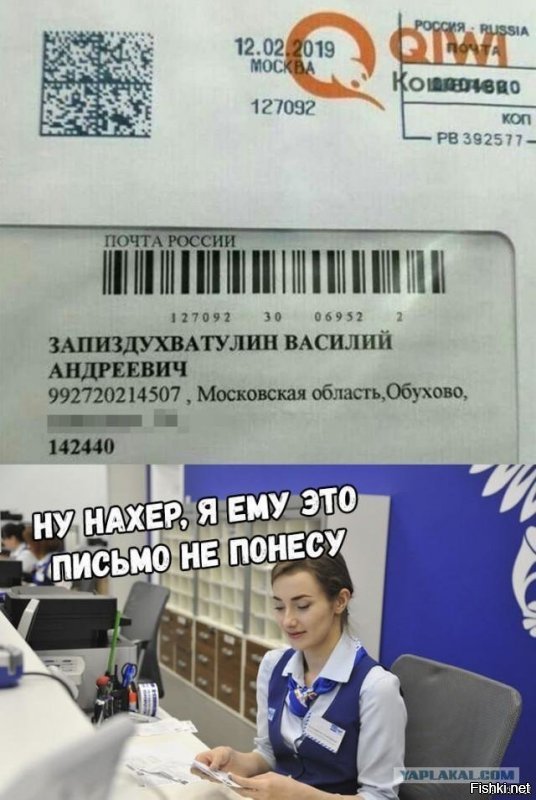 12.02.2019
МОСКВА
127092
QIWI
РОССИЯ - RUSSIA
ПОЧТА
КОП
РВ 392577
ПОЧТА РОССИИ
127092 30 06952 2
ЗАПИЗДУХВАТУЛИН ВАСИЛИЙ
АНДРЕЕВИЧ
992720214507 , Московская область,Обухово,
142440
НУ НАХЕР, Я ЕМУ ЭТО
ПИСЬМО НЕ ПОНЕСУ
YAPLAKAL.COM
Fishki.net